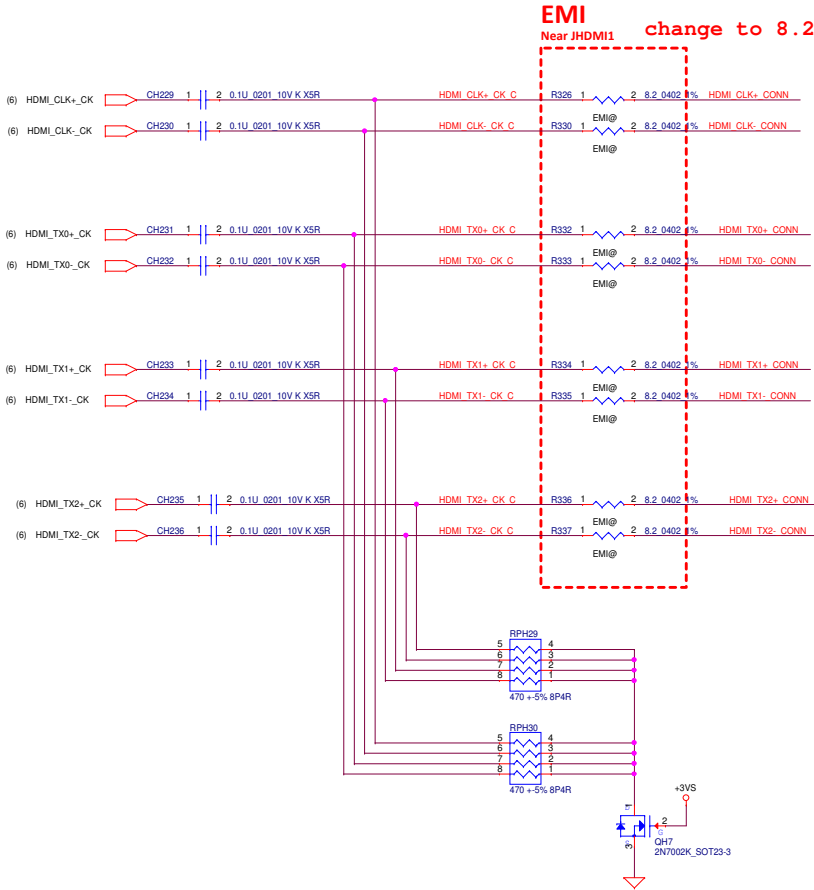 EMI
Near JHDMI1
change to 8.2
(6) HDMI_CLK+_CK CH229 1 2 0.1U_0201_10V K X5R HDMI_CLK+_CK_C R326 1 2 8.2_0402_1% HDMI_CLK+_CONN
EMI@
(6) HDMI_CLK-_CK CH230 1 2 0.1U_0201_10V K X5R HDMI_CLK-_CK_C R330 1 2 8.2_0402_1% HDMI_CLK-_CONN
EMI@
(6) HDMI_TX0+_CK CH231 1 2 0.1U_0201_10V K X5R HDMI_TX0+_CK_C R332 1 2 8.2_0402_1% HDMI_TX0+_CONN
EMI@
(6) HDMI_TX0-_CK CH232 1 2 0.1U_0201_10V K X5R HDMI_TX0-_CK_C R333 1 2 8.2_0402_1% HDMI_TX0-_CONN
EMI@
(6) HDMI_TX1+_CK CH233 1 2 0.1U_0201_10V K X5R HDMI_TX1+_CK_C R334 1 2 8.2_0402_1% HDMI_TX1+_CONN
EMI@
(6) HDMI_TX1-_CK CH234 1 2 0.1U_0201_10V K X5R HDMI_TX1-_CK_C R335 1 2 8.2_0402_1% HDMI_TX1-_CONN
EMI@
(6) HDMI_TX2+_CK CH235 1 2 0.1U_0201_10V K X5R HDMI_TX2+_CK_C R336 1 2 8.2_0402_1% HDMI_TX2+_CONN
EMI@
(6) HDMI_TX2-_CK CH236 1 2 0.1U_0201_10V K X5R HDMI_TX2-_CK_C R337 1 2 8.2_0402_1% HDMI_TX2-_CONN
EMI@
RPH29
5 4
6 3
7 2
8 1
470 +-5% 8P4R
RPH30
5 4
6 3
7 2
8 1
470 +-5% 8P4R
+3VS
1
D
2
G
S
3
QH7
2N7002K_SOT23-3